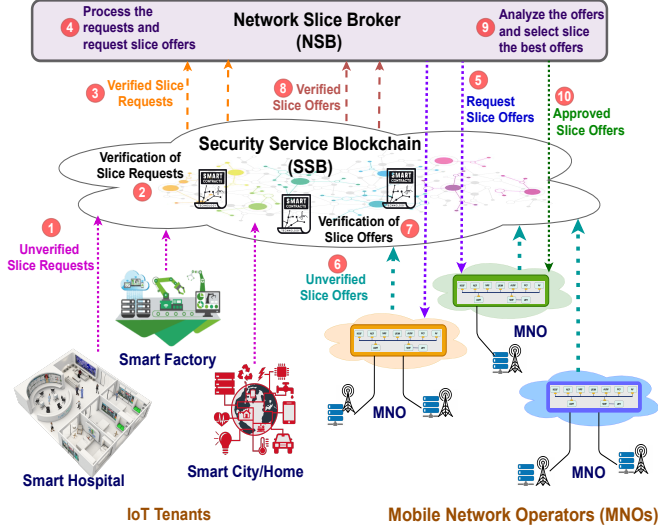 Network Slice Broker
(NSB)
4 Process the
requests and
request slice offers
9 Analyze the offers
and select slice
the best offers
3 Verified Slice
Requests
8 Verified
Slice Offers
5
Request
Slice Offers
10
Approved
Slice Offers
Security Service Blockchain
(SSB)
Verification of
Slice Requests
2
SMART
CONTRACTS
SMART
CONTRACTS
SMART
CONTRACTS
Verification of
Slice Offers
7
1
Unverified
Slice Requests
6
Unverified
Slice Offers
Smart Factory
MNO
MNO
MNO
Smart Hospital
Smart City/Home
IoT Tenants
Mobile Network Operators (MNOs)